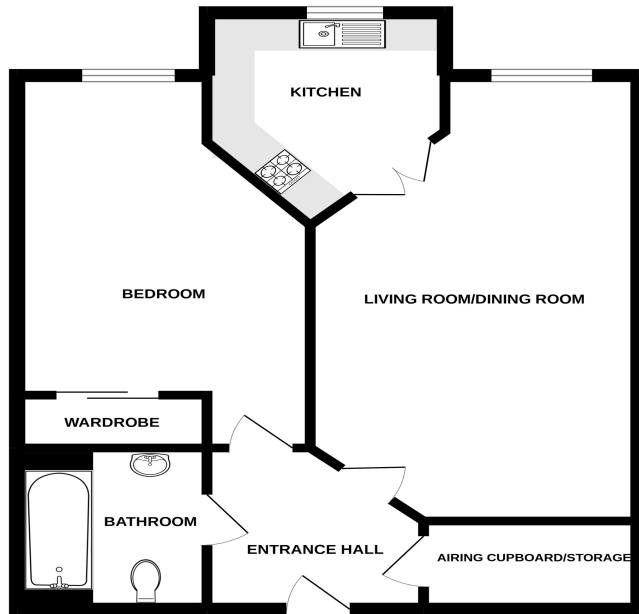 KITCHEN
BEDROOM
LIVING ROOM/DINING ROOM
WARDROBE
BATHROOM
ENTRANCE HALL
AIRING CUPBOARD/STORAGE